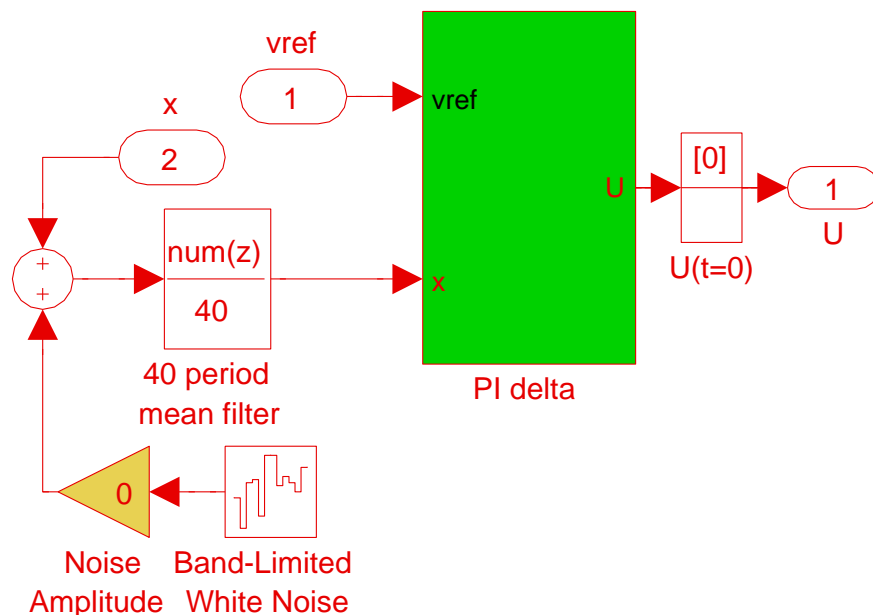 vref
1
x
2
vref
[0]
U
1
U
U(t=0)
+
+
num(z)
40
x
40 period
mean filter
PI delta
0
Noise
Amplitude
Band-Limited
White Noise